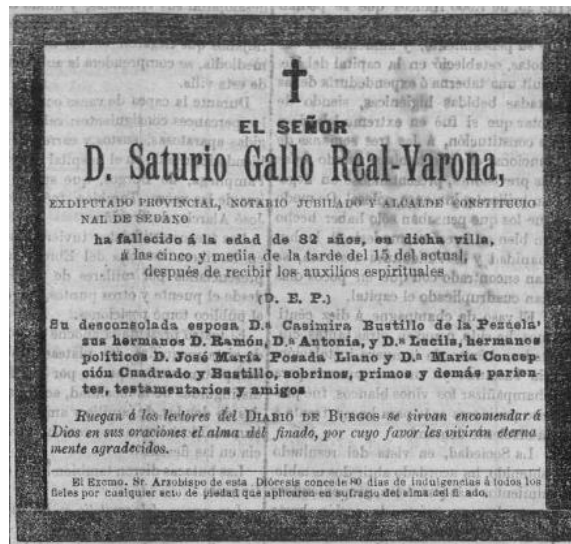 EL SEÑOR
D. Saturio Gallo Real-Varona,
EXDIPUTADO PROVINCIAL, NOTARIO JUBILADO Y ALCALDE CONSTITUCIO
NAL DE SEDANO
ha fallecido á la edad de 82 años, en dicha villa,
á las cinco y media de la tarde del 15 del actual,
después de recibir los auxilios espirituales
(D. E. P.)
Su desconsolada esposa D.ª Casimira Bustillo de la Pezuela'
sus hermanos D. Ramón, D.ª Antonia, y D.ª Lucila, hermanos
políticos D. José María Posada Llano y D.ª Maria Concep
ción Cuadrado y Bustillo, sobrinos, primos y demás parien
tes, testamentarios y amigos
Ruegan á los lectores del DIARIO DE BURGOS se sirvan encomendar á
Dios en sus oraciones el alma del finado, por cuyo favor les vivirán eterna
mente agradecidos.
El Excmo. Sr. Arzobispo de esta Diócesis concede 80 días de indulgencias á todos los
fieles por cualquier acto de piedad que aplicaren en sufragio del alma del finado.